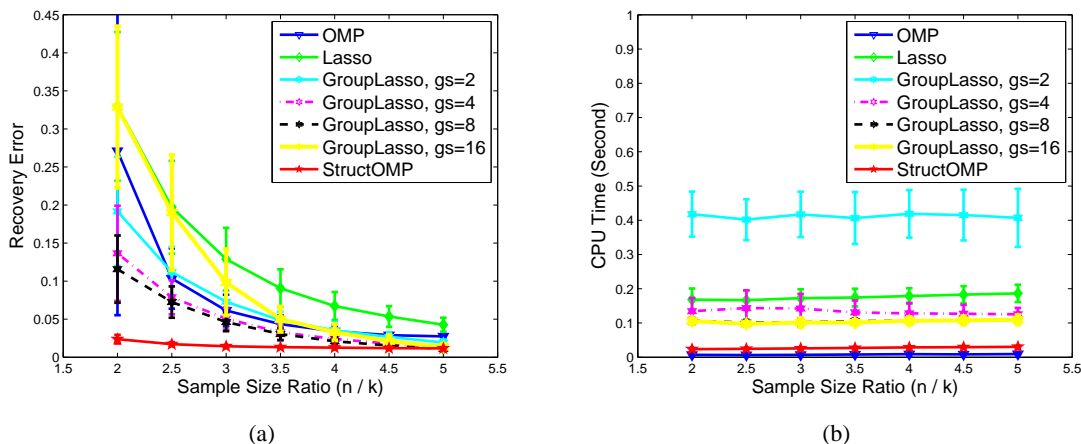 0.45
0.4
0.35
0.3
0.25
0.2
0.15
0.1
0.05
0
Recovery Error
1.5 2 2.5 3 3.5 4 4.5 5 5.5
Sample Size Ratio (n / k)
OMP
Lasso
GroupLasso, gs=2
GroupLasso, gs=4
GroupLasso, gs=8
GroupLasso, gs=16
StructOMP
(a)
1
0.9
0.8
0.7
0.6
0.5
0.4
0.3
0.2
0.1
0
CPU Time (Second)
1.5 2 2.5 3 3.5 4 4.5 5 5.5
Sample Size Ratio (n / k)
OMP
Lasso
GroupLasso, gs=2
GroupLasso, gs=4
GroupLasso, gs=8
GroupLasso, gs=16
StructOMP
(b)